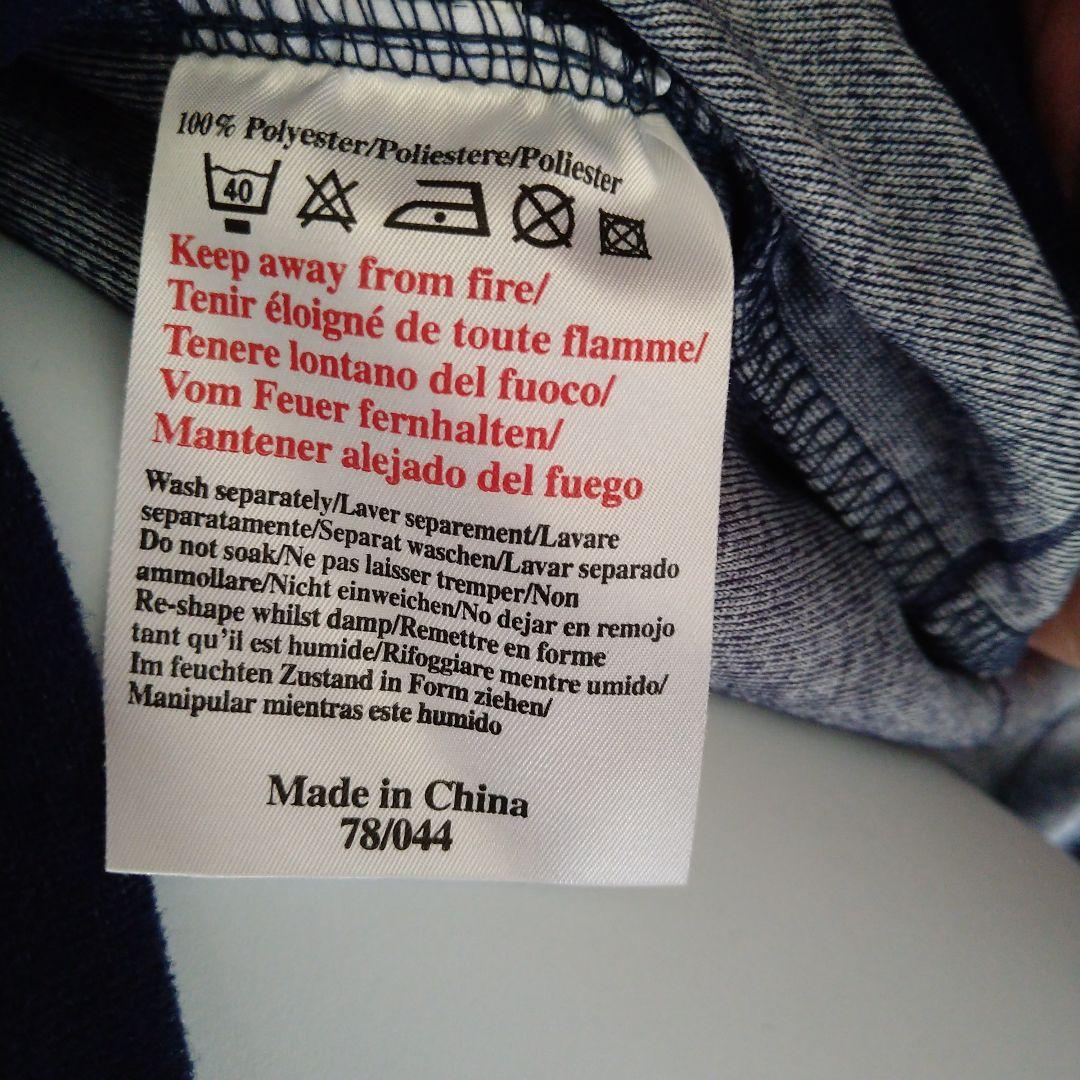 100% Polyester/Poliestere/Poliester
40
Keep away from fire/
Tenir éloigné de toute flamme/
Tenere lontano del fuoco/
Vom Feuer fernhalten/
Mantener alejado del fuego
Wash separately/Laver separement/Lavare
separatamente/Separat waschen/Lavar separado
Do not soak/Ne pas laisser tremper/Non
ammollare/Nicht einweichen/No dejar en remojo
Re-shape whilst damp/Remettre en forme
tant qu'il est humide/Rifoggiare mentre umido/
Im feuchten Zustand in Form ziehen/
Manipular mientras este humido
Made in China
78/044